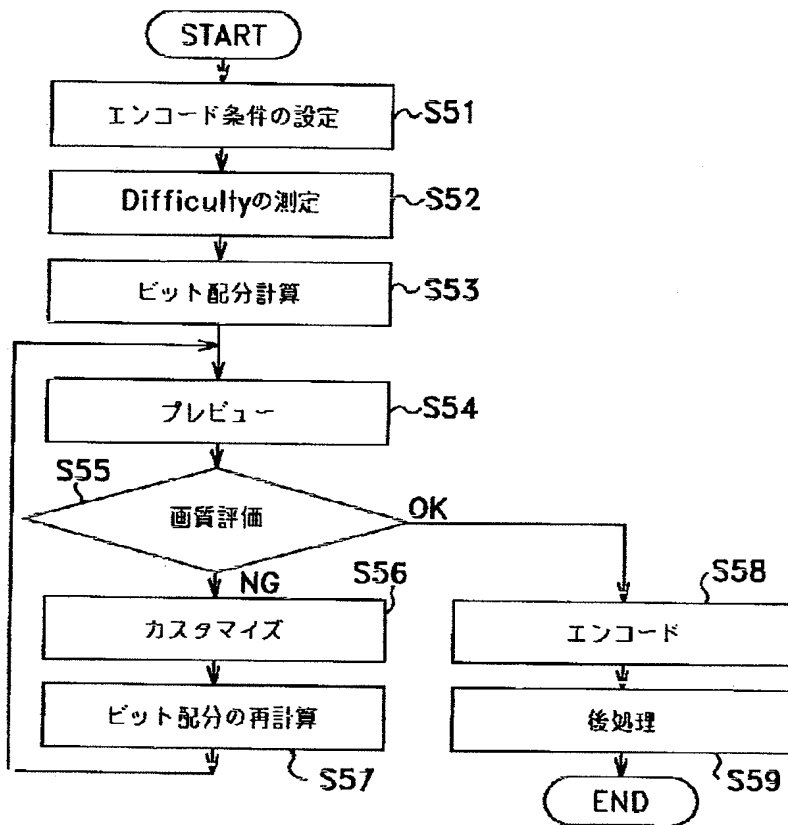 START
エンコード条件の設定
S51
Difficultyの測定
S52
ビット配分計算
S53
プレビュー
S54
S55
画質評価
OK
NG
S56
カスタマイズ
ビット配分の再計算
S57
S58
エンコード
後処理
S59
END